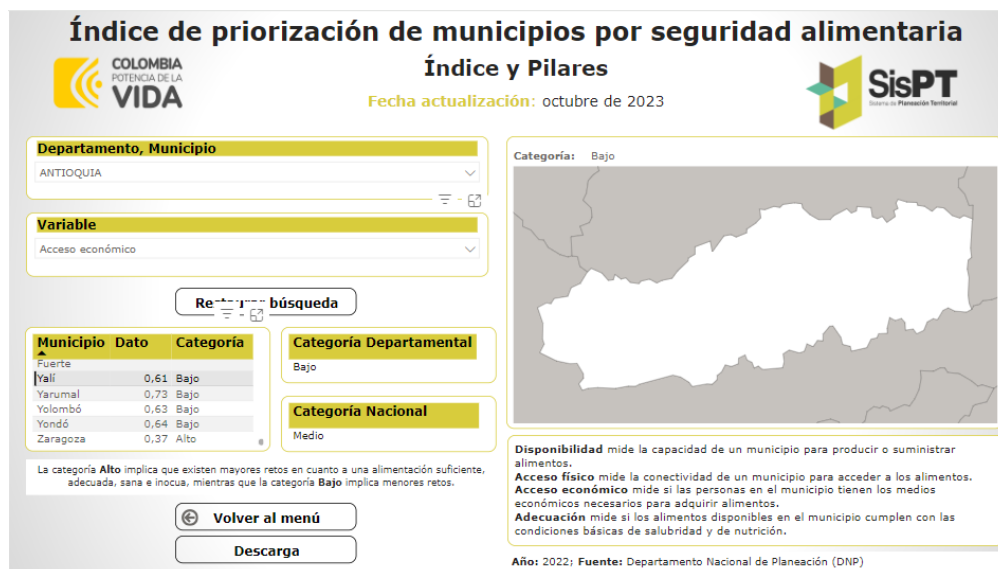 Índice de priorización de municipios por seguridad alimentaria
COLOMBIA
POTENCIA DE LA
VIDA
Índice y Pilares
Fecha actualización: octubre de 2023
SisPT
Sistema de Planeación Territorial
Departamento, Municipio
ANTIOQUIA
Variable
Acceso económico
Restaurar búsqueda
Municipio Dato Categoría
Fuerte
Yalí 0,61 Bajo
Yarumal 0,73 Bajo
Yolombó 0,63 Bajo
Yondó 0,64 Bajo
Zaragoza 0,37 Alto
Categoría Departamental
Bajo
Categoría Nacional
Medio
La categoría Alto implica que existen mayores retos en cuanto a una alimentación suficiente,
adecuada, sana e inocua, mientras que la categoría Bajo implica menores retos.
Volver al menú
Descarga
Categoría: Bajo
Disponibilidad mide la capacidad de un municipio para producir o suministrar
alimentos.
Acceso físico mide la conectividad de un municipio para acceder a los alimentos.
Acceso económico mide si las personas en el municipio tienen los medios
económicos necesarios para adquirir alimentos.
Adecuación mide si los alimentos disponibles en el municipio cumplen con las
condiciones básicas de salubridad y de nutrición.
Año: 2022; Fuente: Departamento Nacional de Planeación (DNP)